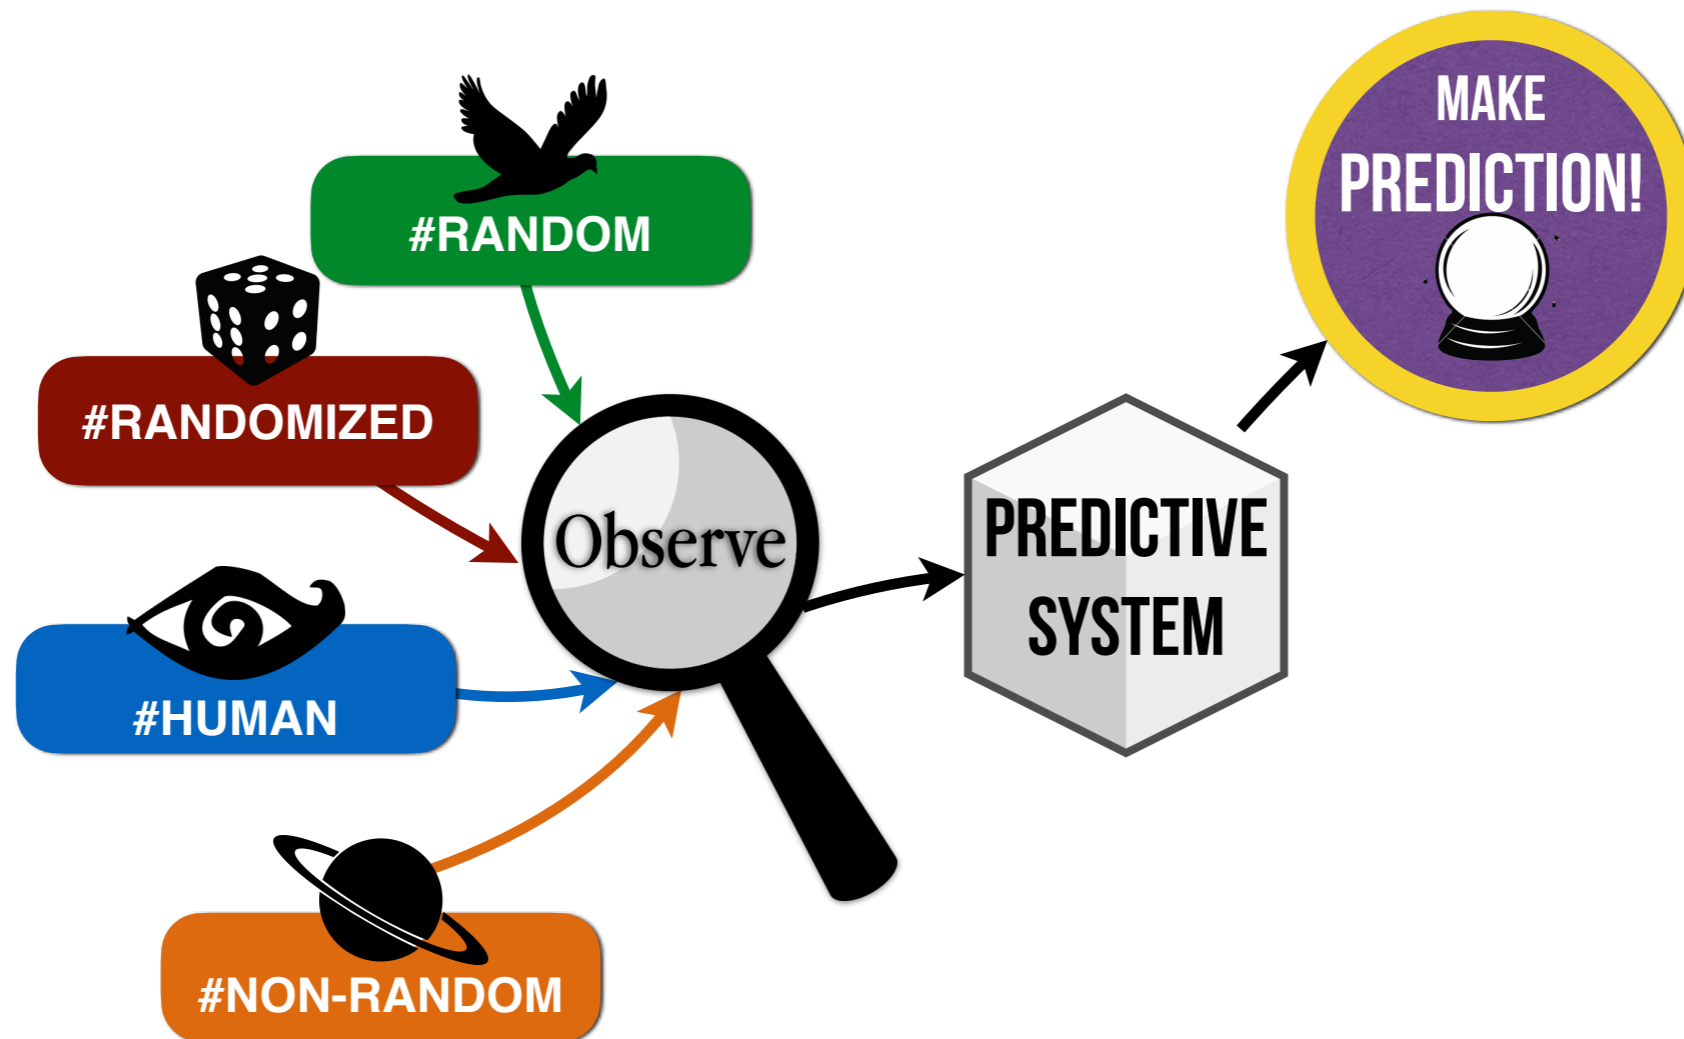 #RANDOM
#RANDOMIZED
#HUMAN
#NON-RANDOM
Observe
PREDICTIVE
SYSTEM
MAKE
PREDICTION!